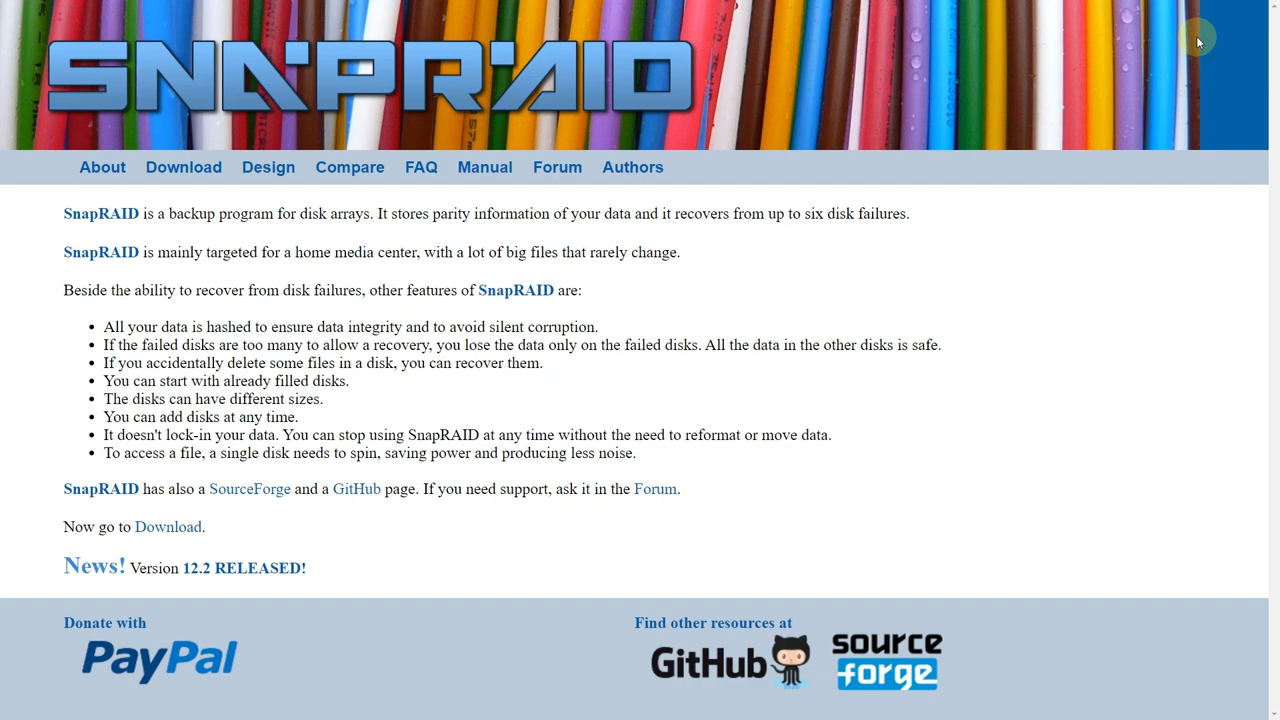 SNAPRAID
About Download Design Compare FAQ Manual Forum Authors
SnapRAID is a backup program for disk arrays. It stores parity information of your data and it recovers from up to six disk failures.
SnapRAID is mainly targeted for a home media center, with a lot of big files that rarely change.
Beside the ability to recover from disk failures, other features of SnapRAID are:
• All your data is hashed to ensure data integrity and to avoid silent corruption.
• If the failed disks are too many to allow a recovery, you lose the data only on the failed disks. All the data in the other disks is safe.
• If you accidentally delete some files in a disk, you can recover them.
• You can start with already filled disks.
• The disks can have different sizes.
• You can add disks at any time.
• It doesn't lock-in your data. You can stop using SnapRAID at any time without the need to reformat or move data.
• To access a file, a single disk needs to spin, saving power and producing less noise.
SnapRAID has also a SourceForge and a GitHub page. If you need support, ask it in the Forum.
Now go to Download.
News! Version 12.2 RELEASED!
Donate with
PayPal
Find other resources at
GitHub
source
forge